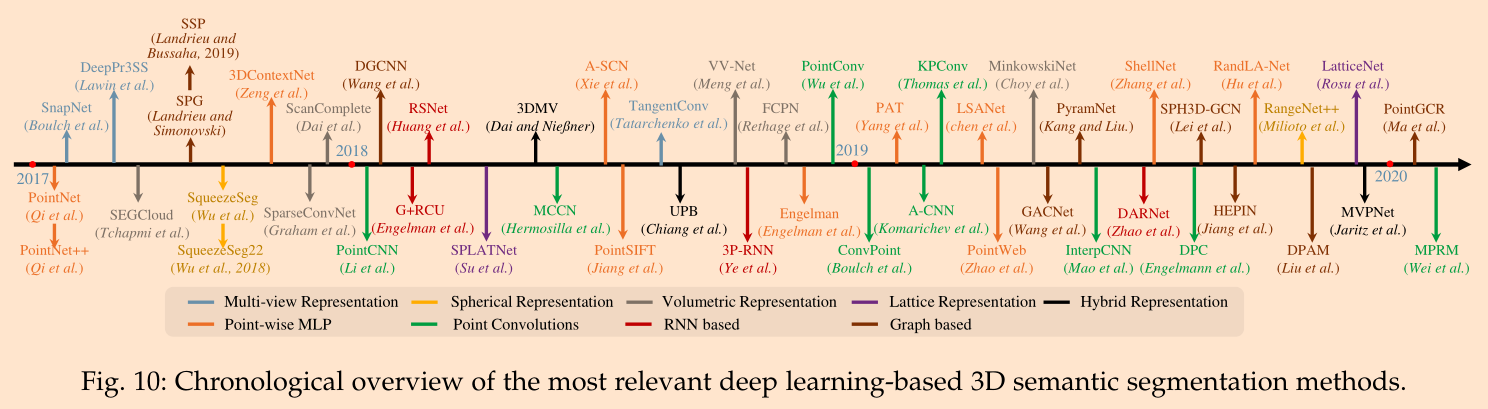 SSP
(Landrieu and
Bussaha, 2019)
DeepPr3SS
(Lawin et al.)
3DContextNet
(Zeng et al.)
DGCNN
(Wang et al.)
A-SCN
(Xie et al.)
VV-Net
(Meng et al.)
PointConv
(Wu et al.)
KPConv
(Thomas et al.)
MinkowskiNet
(Choy et al.)
ShellNet
(Zhang et al.)
RandLA-Net
(Hu et al.)
LatticeNet
(Rosu et al.)
SnapNet
(Boulch et al.)
SPG
(Landrieu and
Simonovski)
ScanComplete
(Dai et al.)
RSNet
(Huang et al.)
3DMV
(Dai and Nießner)
TangentConv
(Tatarchenko et al.)
FCPN
(Rethage et al.)
PAT
(Yang et al.)
LSANet
(chen et al.)
PyramNet
(Kang and Liu.)
SPH3D-GCN
(Lei et al.)
RangeNet++
(Milioto et al.)
PointGCR
(Ma et al.)
2017
2018
2019
2020
PointNet
(Qi et al.)
SEGCloud
(Tchapmi et al.)
SqueezeSeg
(Wu et al.)
SparseConvNet
(Graham et al.)
G+RCU
(Engelman et al.)
MCCN
(Hermosilla et al.)
UPB
(Chiang et al.)
Engelman
(Engelman et al.)
A-CNN
(Komarichev et al.)
GACNet
(Wang et al.)
DARNet
(Zhao et al.)
HEPIN
(Jiang et al.)
MVPNet
(Jaritz et al.)
PointNet++
(Qi et al.)
SqueezeSeg22
(Wu et al., 2018)
PointCNN
(Li et al.)
SPLATNet
(Su et al.)
PointSIFT
(Jiang et al.)
3P-RNN
(Ye et al.)
ConvPoint
(Boulch et al.)
PointWeb
(Zhao et al.)
InterpCNN
(Mao et al.)
DPC
(Engelmann et al.)
DPAM
(Liu et al.)
MPRM
(Wei et al.)
Multi-view Representation
Spherical Representation
Volumetric Representation
Lattice Representation
Hybrid Representation
Point-wise MLP
Point Convolutions
RNN based
Graph based
Fig. 10: Chronological overview of the most relevant deep learning-based 3D semantic segmentation methods.